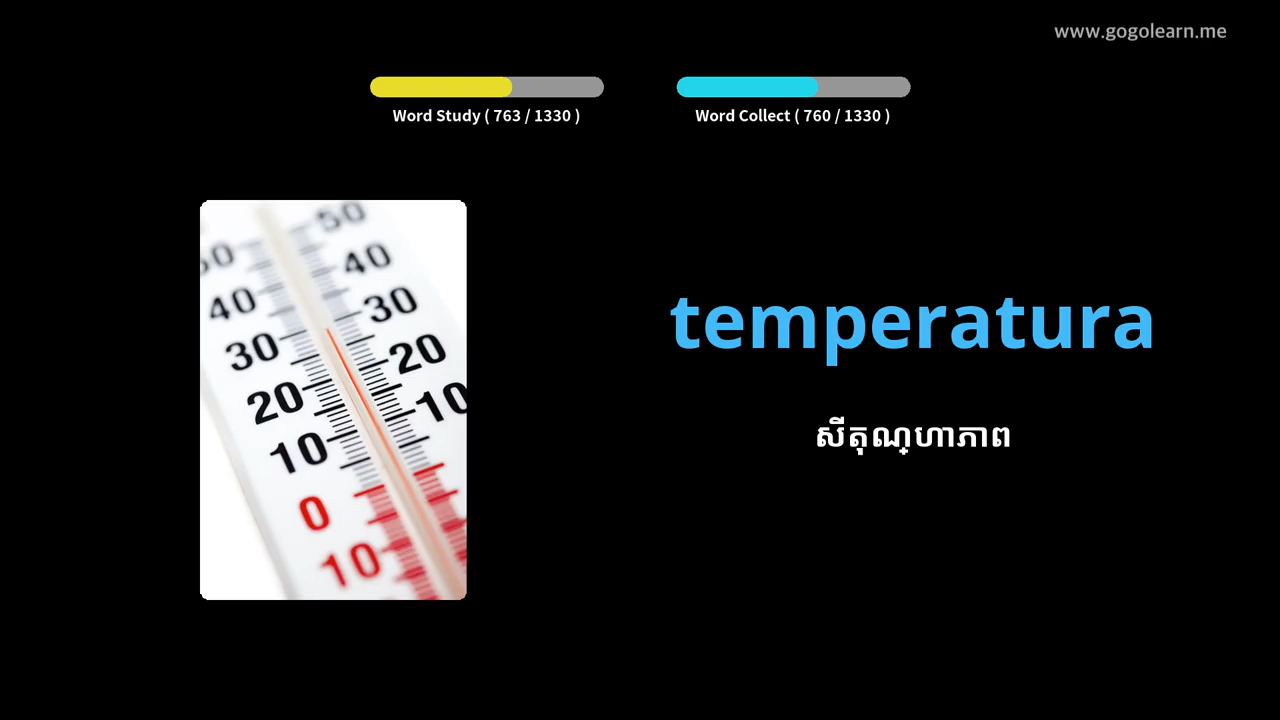 www.gogolearn.me
Word Study ( 763 / 1330 )
Word Collect ( 760 / 1330 )
50
50
40
40
30
30
20
20
10
10
0
10
temperatura
សីតុណ្ហាភាព